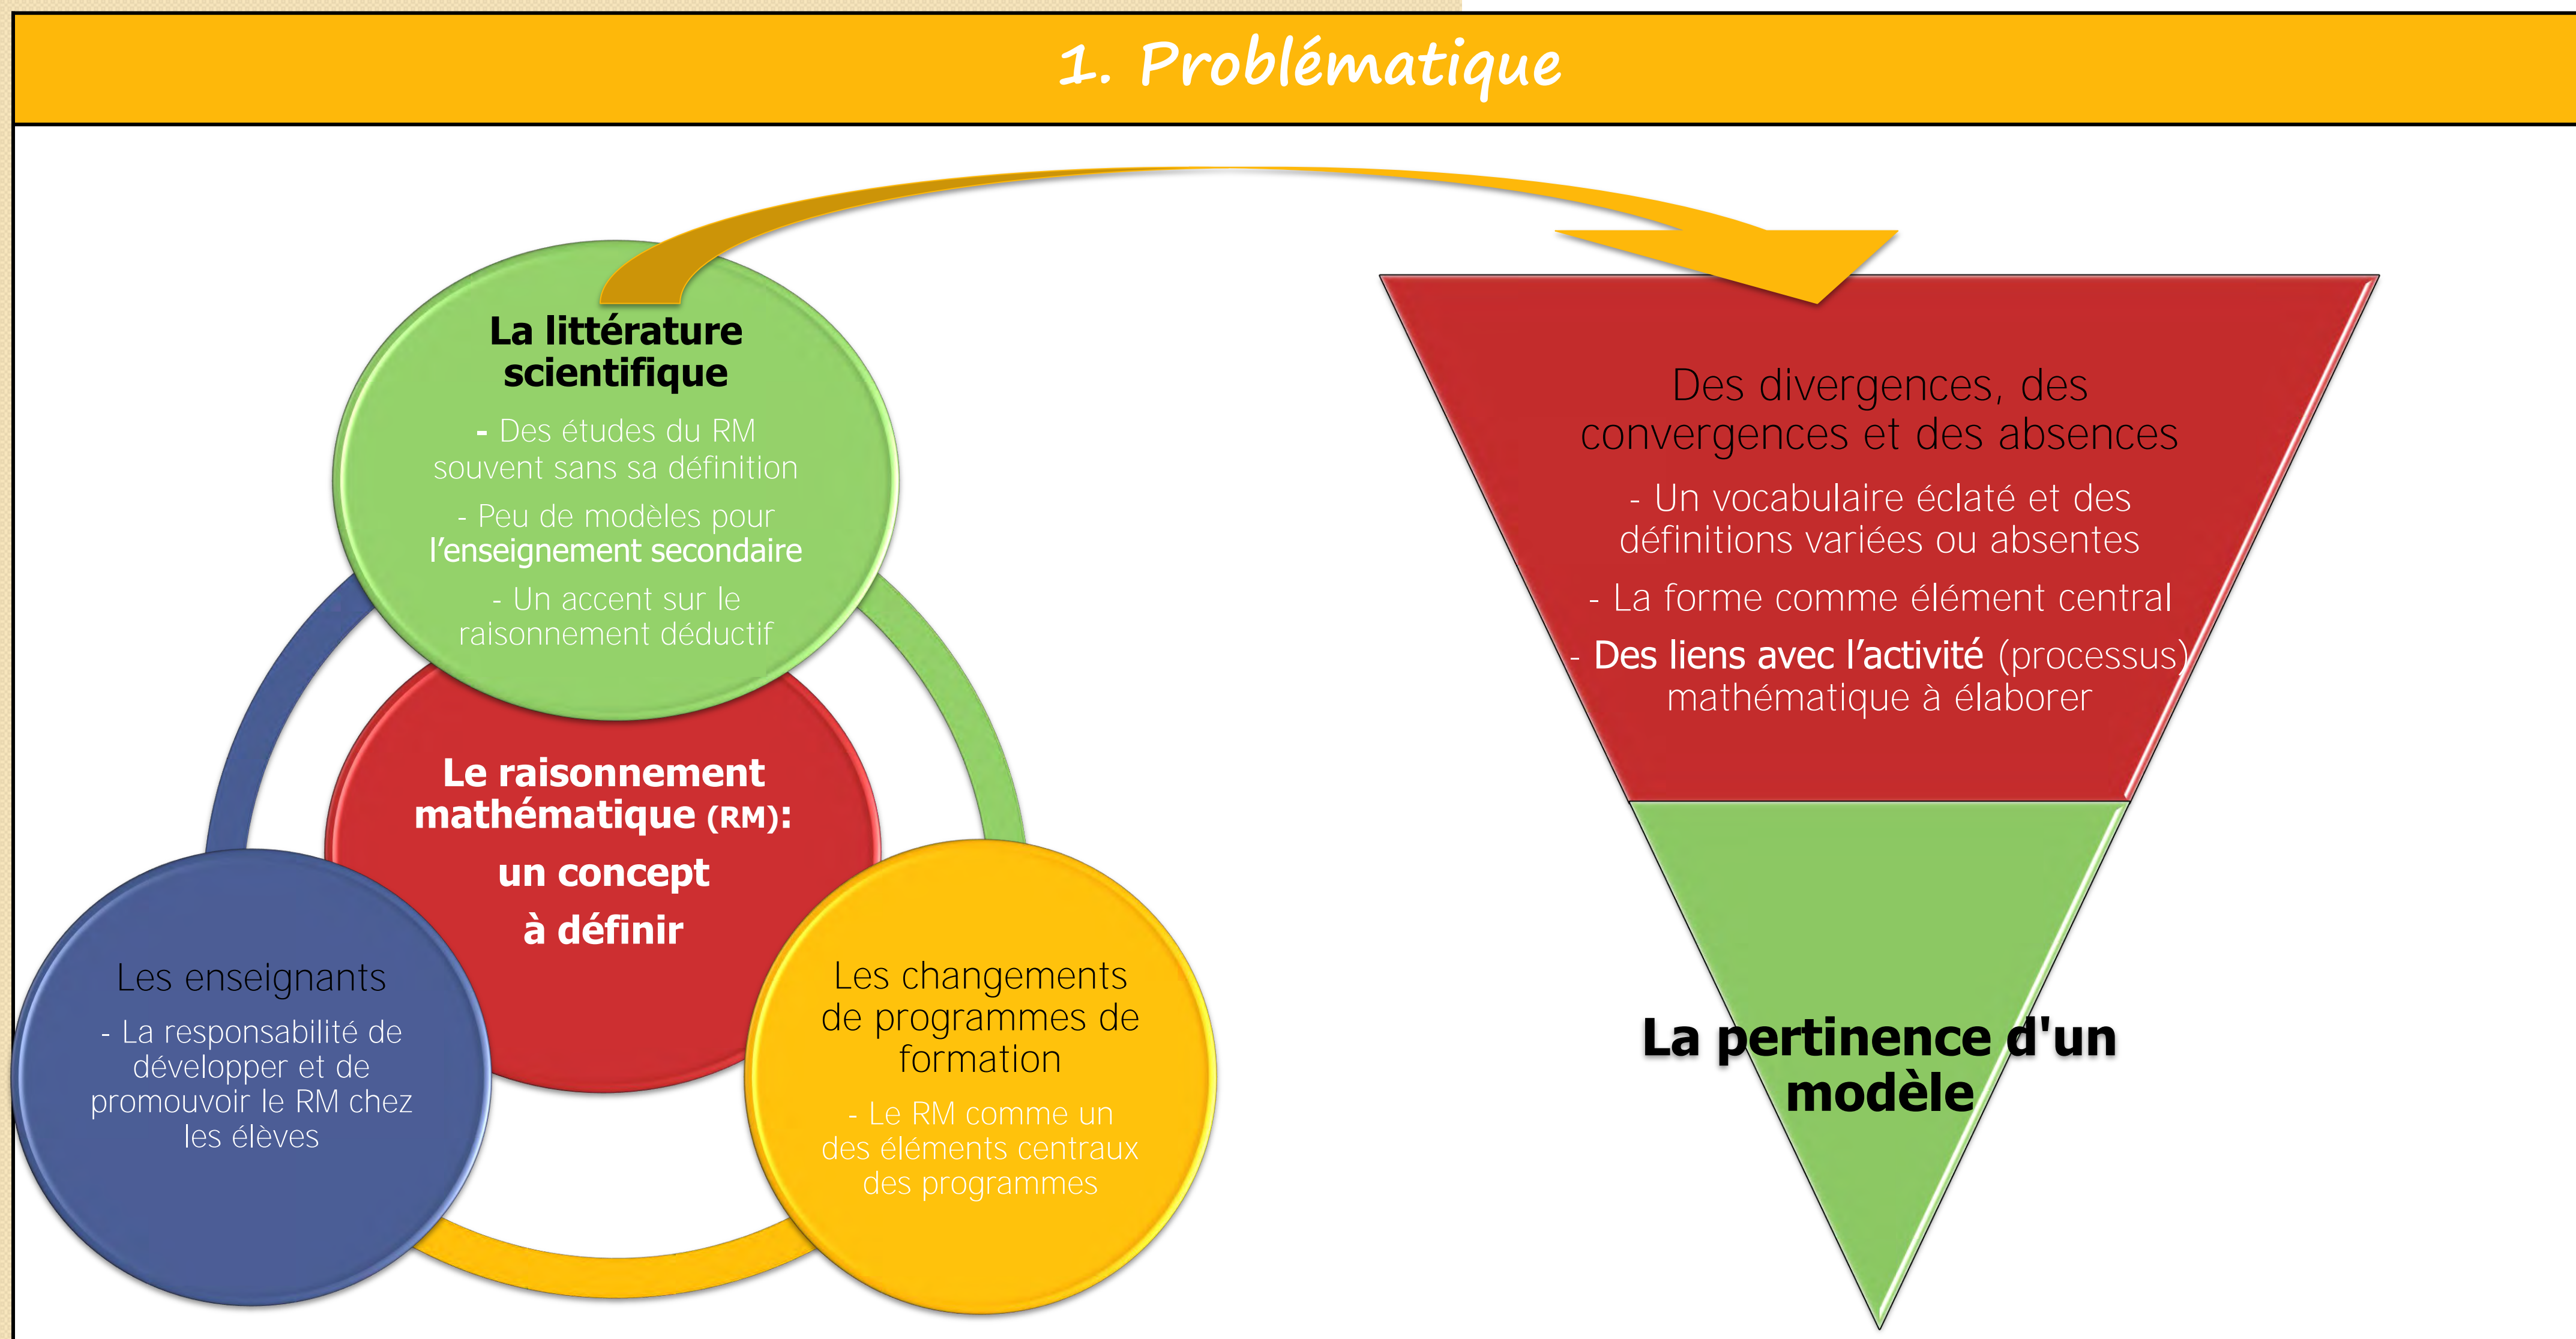 1. Problématique
La littérature
scientifique
- Des études du RM
souvent sans sa définition
- Peu de modèles pour
l’enseignement secondaire
- Un accent sur le
raisonnement déductif
Le raisonnement
mathématique (RM):
un concept
à définir
Les enseignants
- La responsabilité de
développer et de
promouvoir le RM chez
les élèves
Les changements
de programmes de
formation
- Le RM comme un
des éléments centraux
des programmes
Des divergences, des
convergences et des absences
- Un vocabulaire éclaté et des
définitions variées ou absentes
- La forme comme élément central
- Des liens avec l’activité (processus)
mathématique à élaborer
La pertinence d'un
modèle